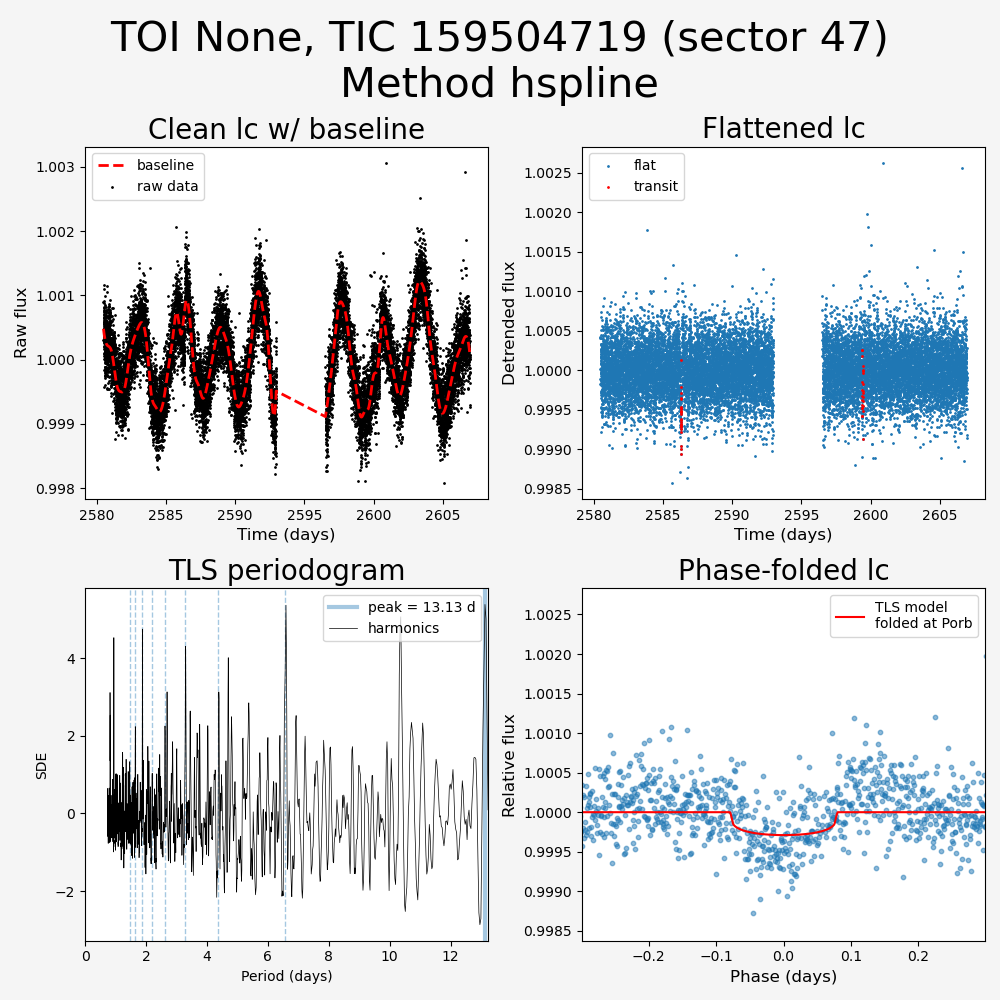 TOI None, TIC 159504719 (sector 47)
Method hspline
Clean lc w/ baseline
baseline
raw data
1.003
1.002
1.001
1.000
0.999
0.998
Raw flux
2580
2585
2590
2595
2600
2605
Time (days)
Flattened lc
flat
transit
1.0025
1.0020
1.0015
1.0010
1.0005
1.0000
0.9995
0.9990
0.9985
Detrended flux
2580
2585
2590
2595
2600
2605
Time (days)
TLS periodogram
peak = 13.13 d
harmonics
4
2
0
−2
SDE
0
2
4
6
8
10
12
Period (days)
Phase-folded lc
TLS model
folded at Porb
1.0025
1.0020
1.0015
1.0010
1.0005
1.0000
0.9995
0.9990
0.9985
Relative flux
−0.2
−0.1
0.0
0.1
0.2
Phase (days)